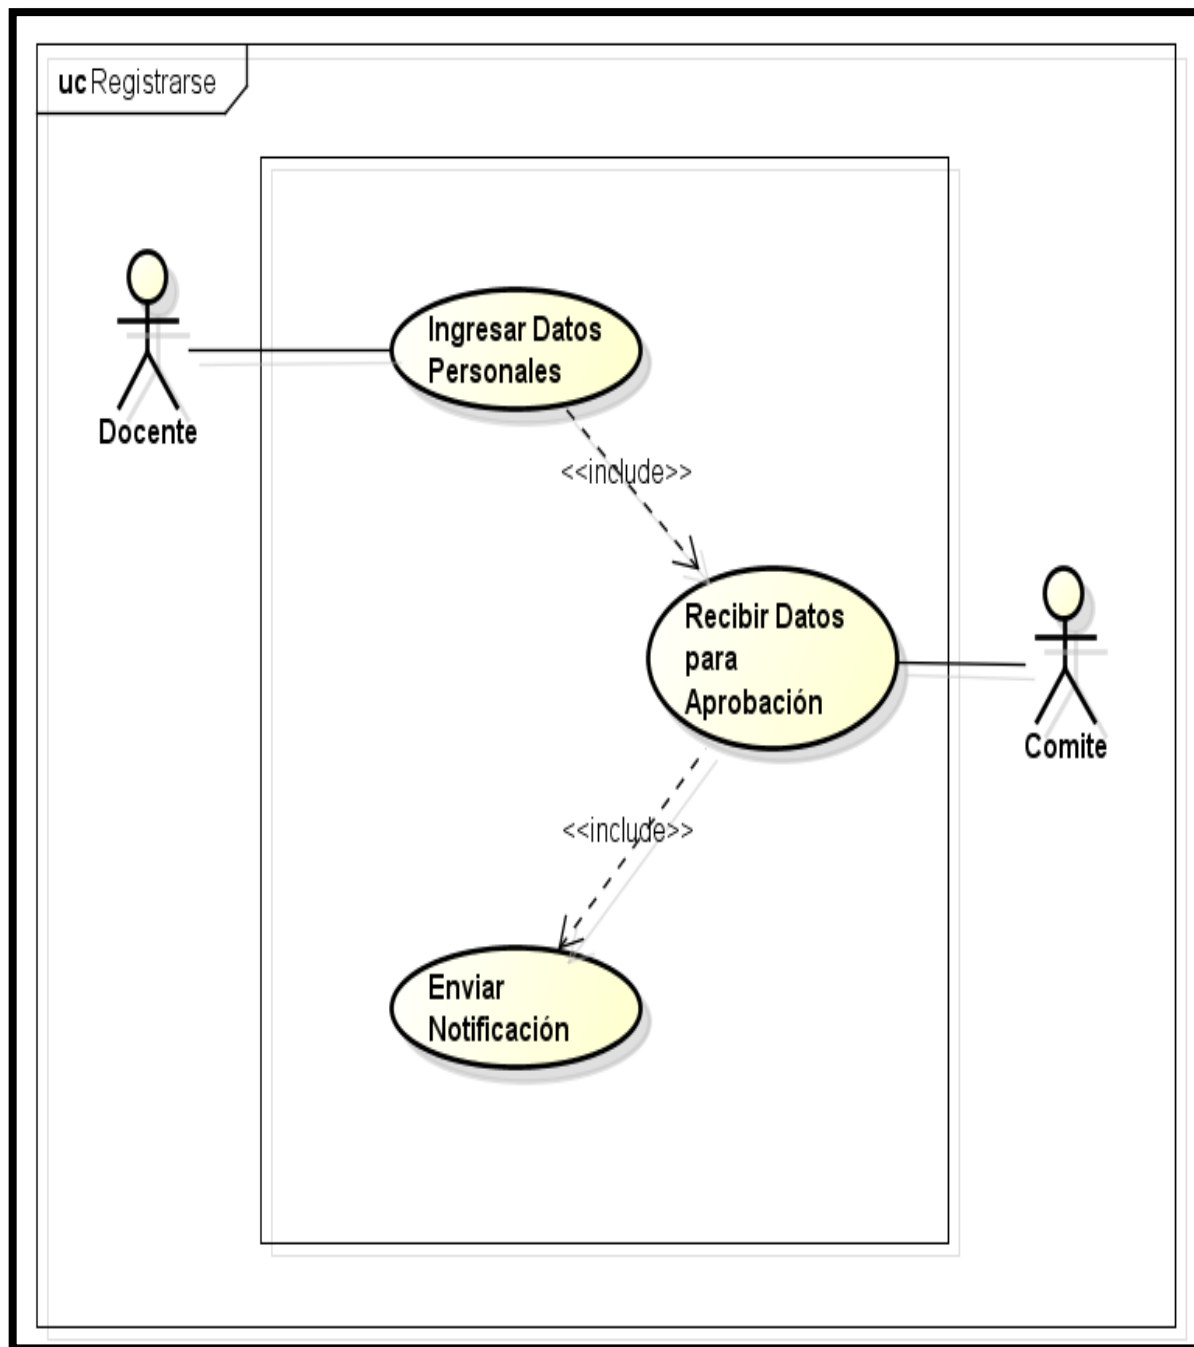 uc Registrarse
Ingresar Datos
Personales
Docente
<<include>>
Recibir Datos
para
Aprobación
Comite
<<include>>
Enviar
Notificación